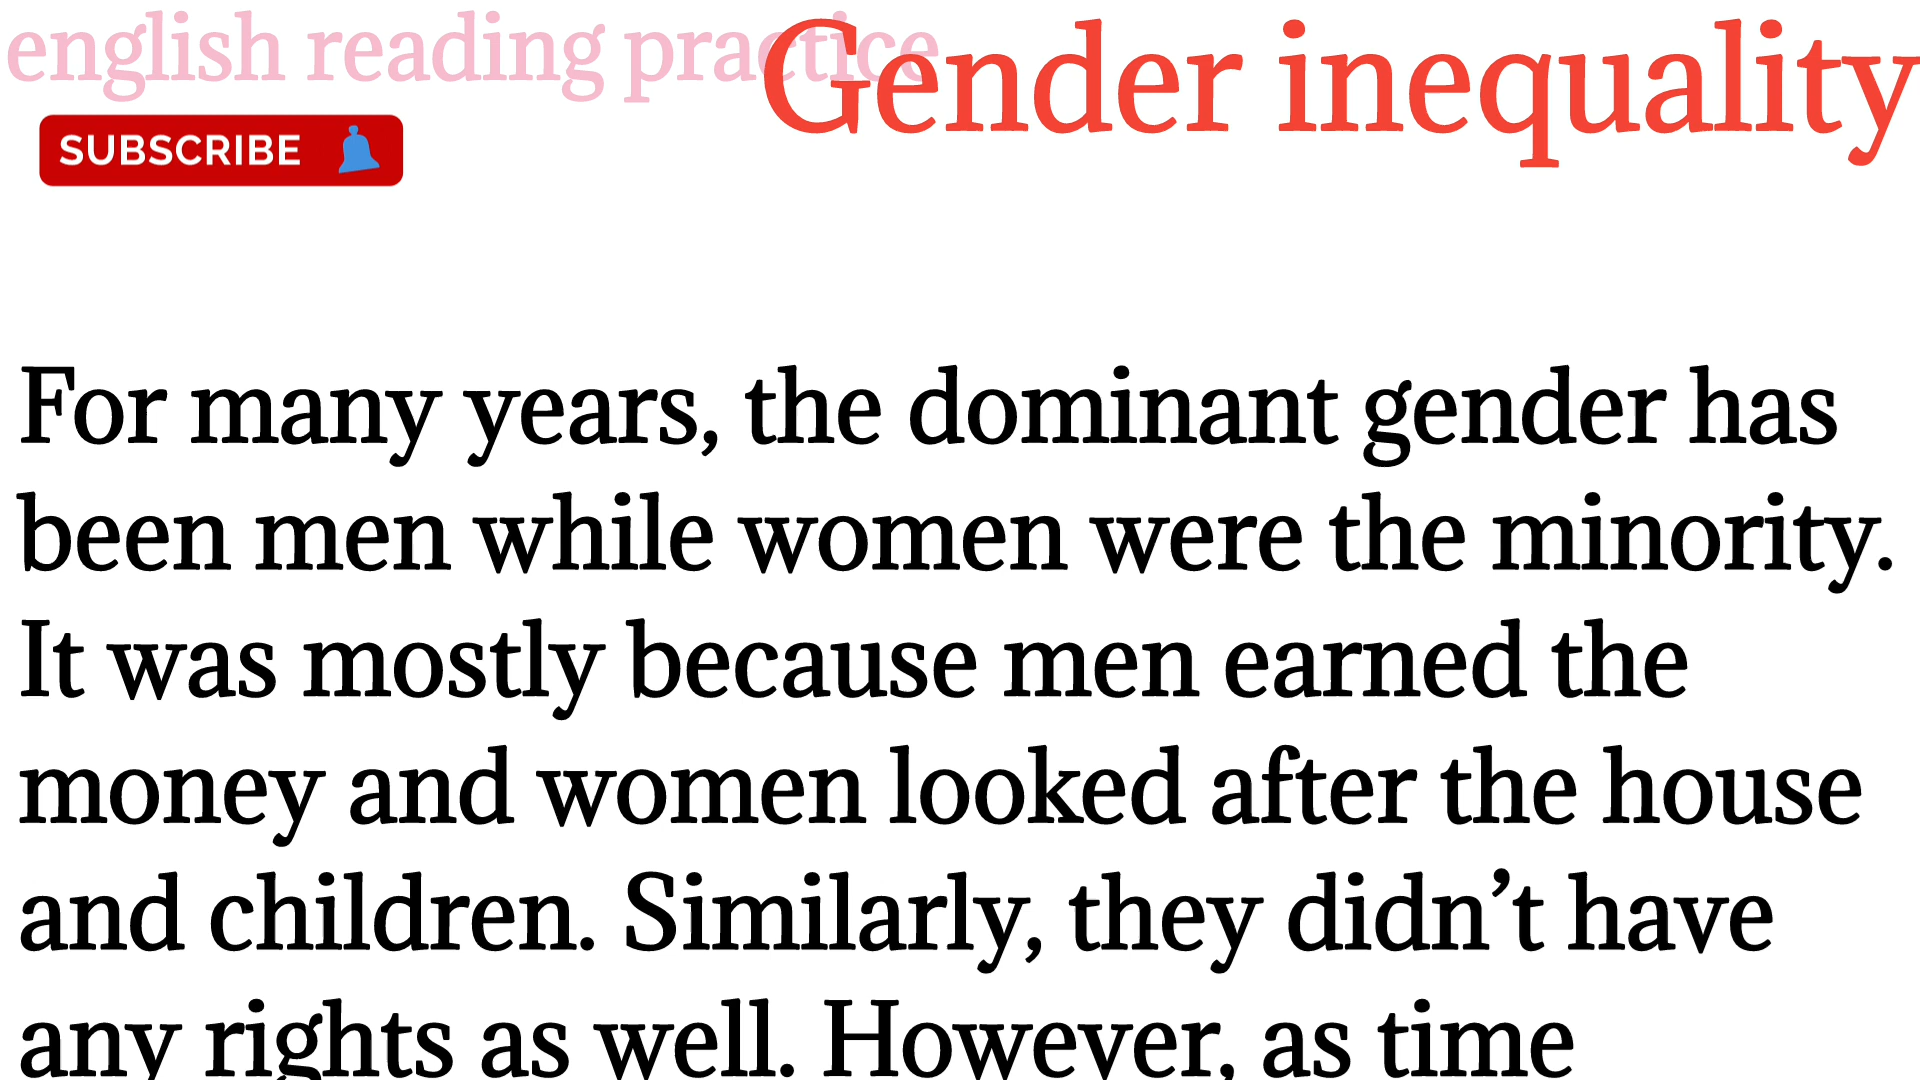 english reading practice
Gender inequality
SUBSCRIBE
For many years, the dominant gender has
been men while women were the minority.
It was mostly because men earned the
money and women looked after the house
and children. Similarly, they didn’t have
any rights as well. However, as time